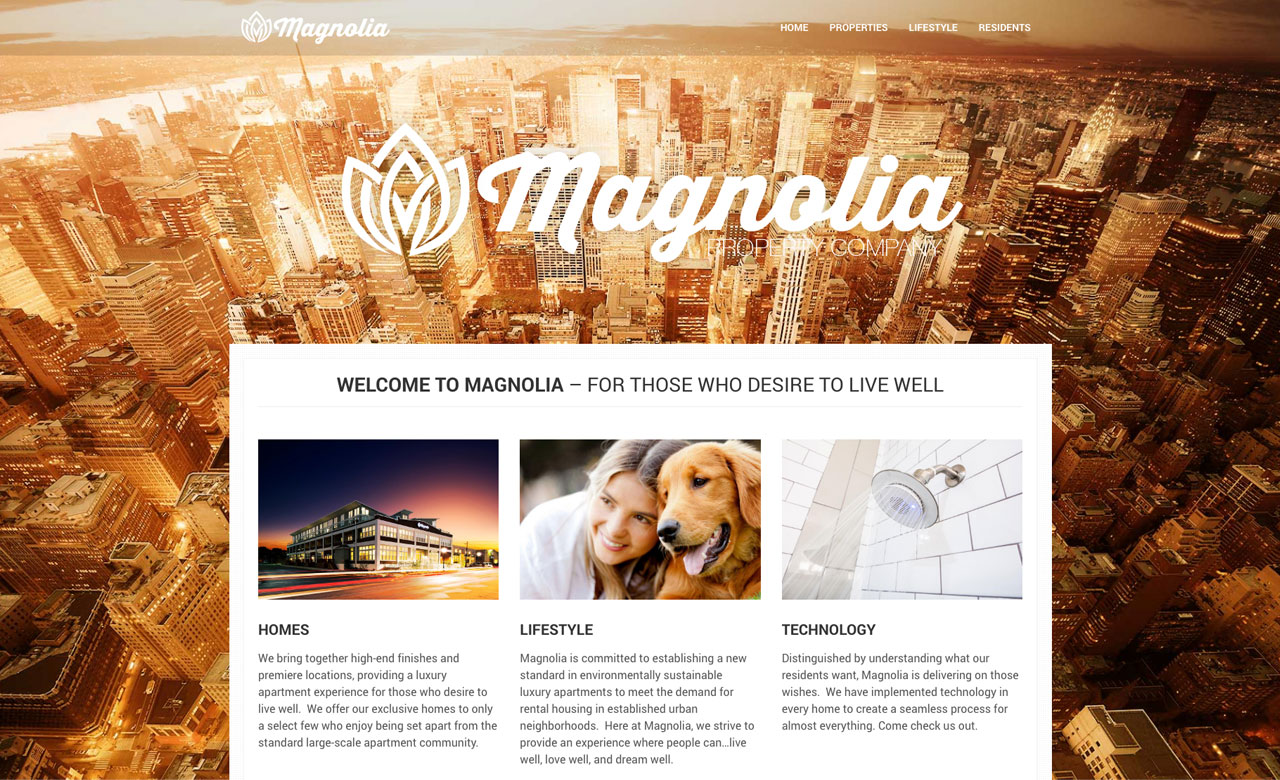 Magnolia
HOME PROPERTIES LIFESTYLE RESIDENTS
Magnolia
PROPERTY COMPANY
WELCOME TO MAGNOLIA – FOR THOSE WHO DESIRE TO LIVE WELL
HOMES
We bring together high-end finishes and
premiere locations, providing a luxury
apartment experience for those who desire to
live well.  We offer our exclusive homes to only
a select few who enjoy being set apart from the
standard large-scale apartment community.
LIFESTYLE
Magnolia is committed to establishing a new
standard in environmentally sustainable
luxury apartments to meet the demand for
rental housing in established urban
neighborhoods.  Here at Magnolia, we strive to
provide an experience where people can…live
well, love well, and dream well.
TECHNOLOGY
Distinguished by understanding what our
residents want, Magnolia is delivering on those
wishes.  We have implemented technology in
every home to create a seamless process for
almost everything. Come check us out.